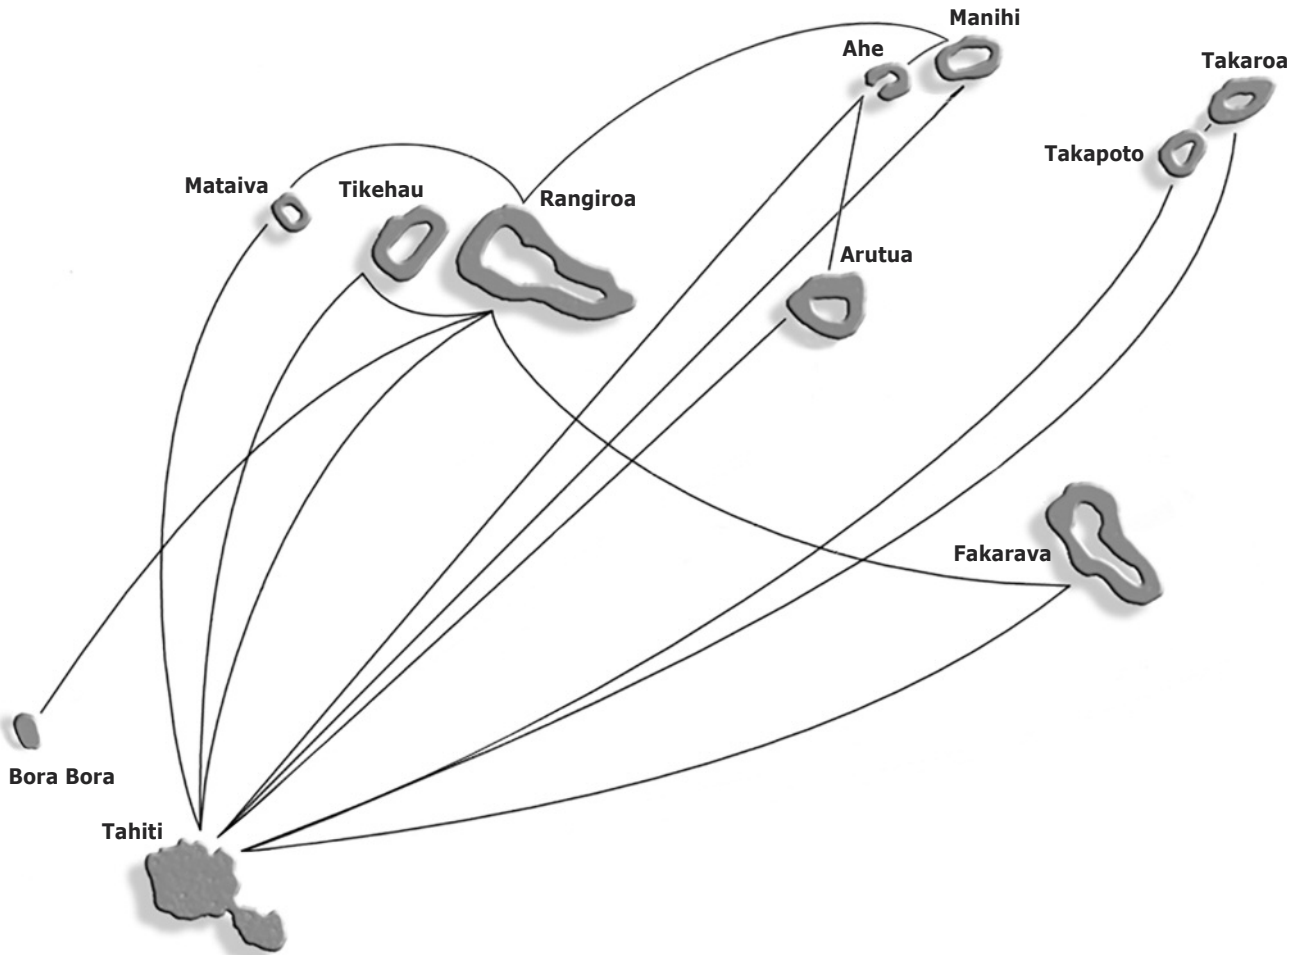 Manihi
Ahe
Takaroa
Takapoto
Mataiva
Tikehau
Rangiroa
Arutua
Fakarava
Bora Bora
Tahiti